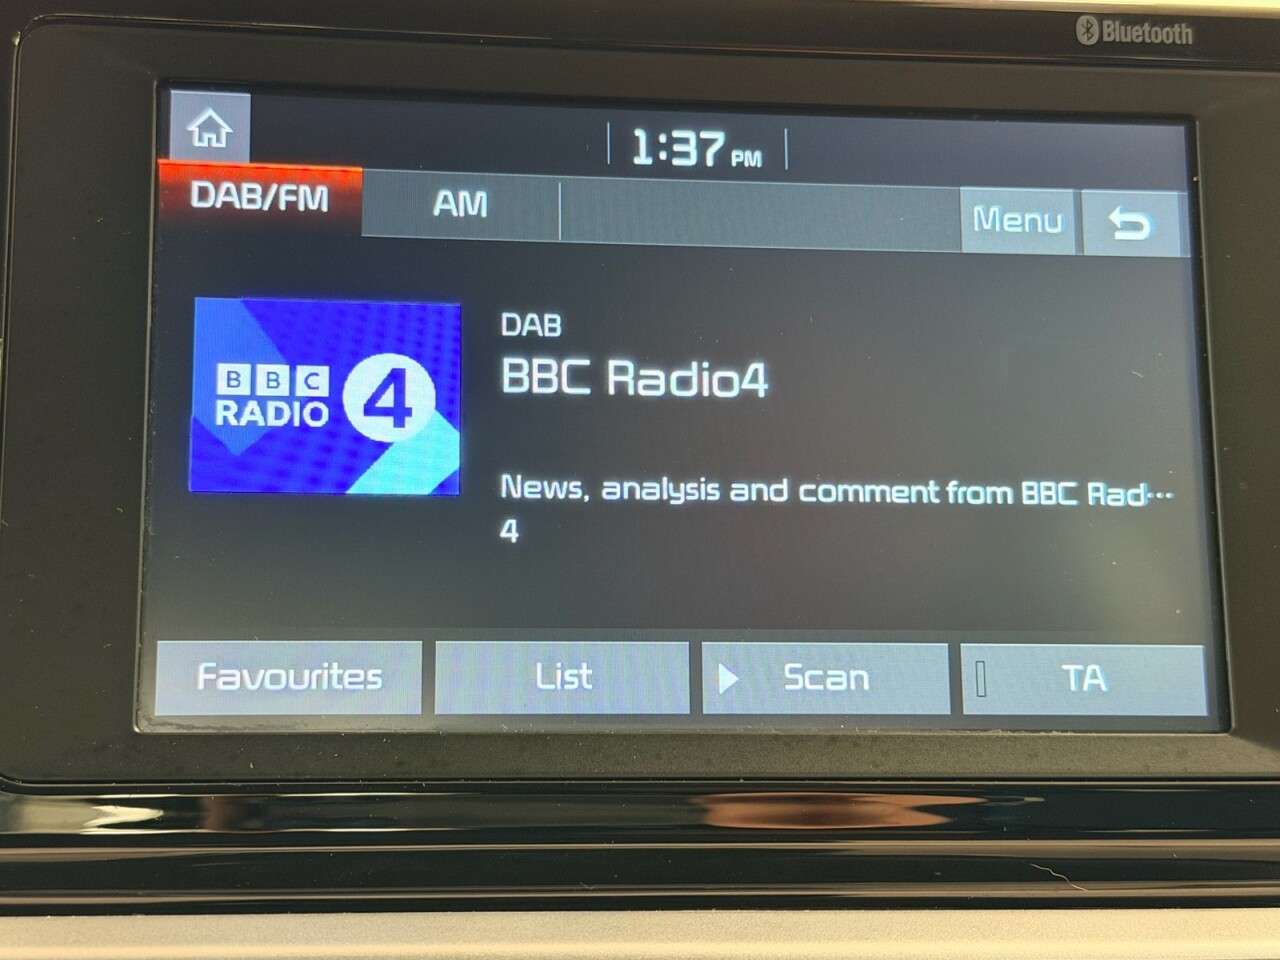 Bluetooth
1:37 PM
DAB/FM AM Menu
DAB
BBC Radio4
BBC
RADIO 4
News, analysis and comment from BBC Rad…
4
Favourites List Scan TA